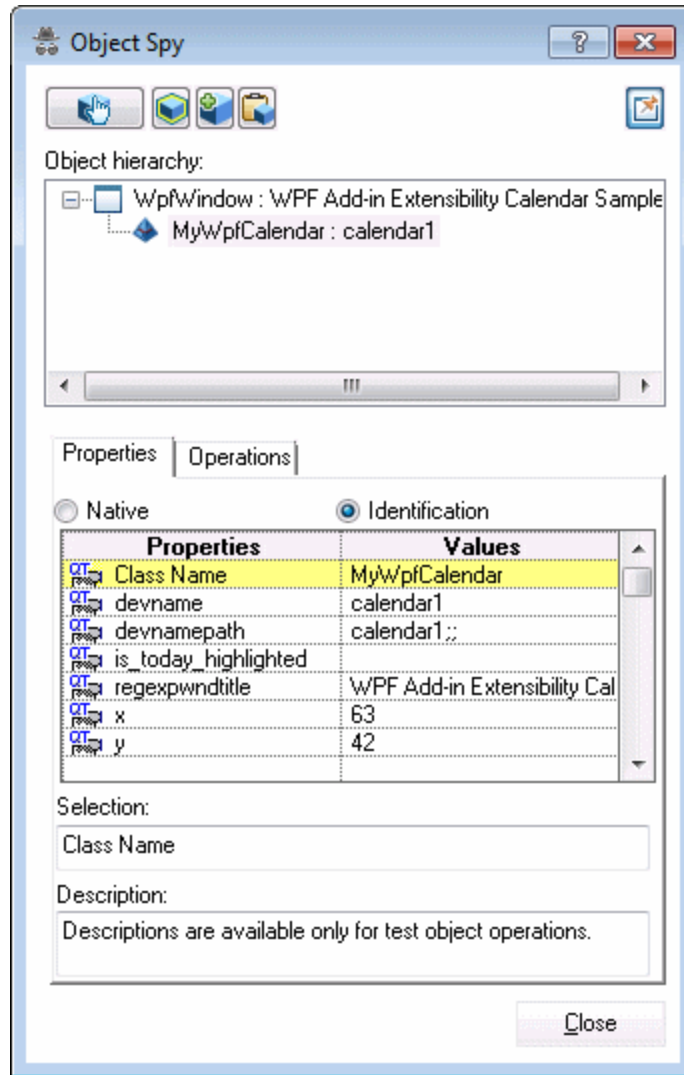 Object Spy
Object hierarchy:
WpfWindow : WPF Add-in Extensibility Calendar Sample
MyWpfCalendar : calendar1
Properties Operations
Native Identification
Properties Values
Class Name MyWpfCalendar
devname calendar1
devnamepath calendar1;;
is_today_highlighted
regexpwndtitle WPF Add-in Extensibility Cal
x 63
y 42
Selection:
Class Name
Description:
Descriptions are available only for test object operations.
Close